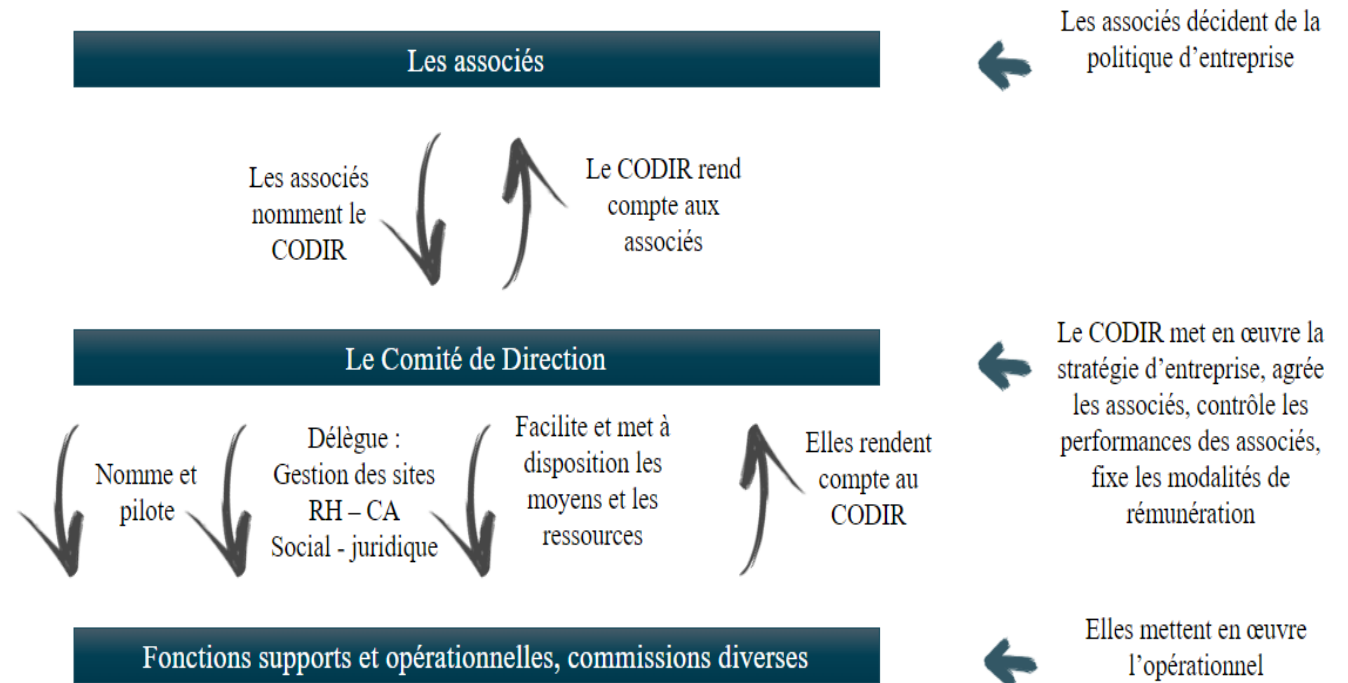 Les associés
Les associés décident de la
politique d’entreprise
Les associés
nomment le
CODIR
Le CODIR rend
compte aux
associés
Le Comité de Direction
Le CODIR met en œuvre la
stratégie d’entreprise, agrée
les associés, contrôle les
performances des associés,
fixe les modalités de
rémunération
Nomme et
pilote
Délègue :
Gestion des sites
RH – CA
Social - juridique
Facilite et met à
disposition les
moyens et les
ressources
Elles rendent
compte au
CODIR
Fonctions supports et opérationnelles, commissions diverses
Elles mettent en œuvre
l’opérationnel